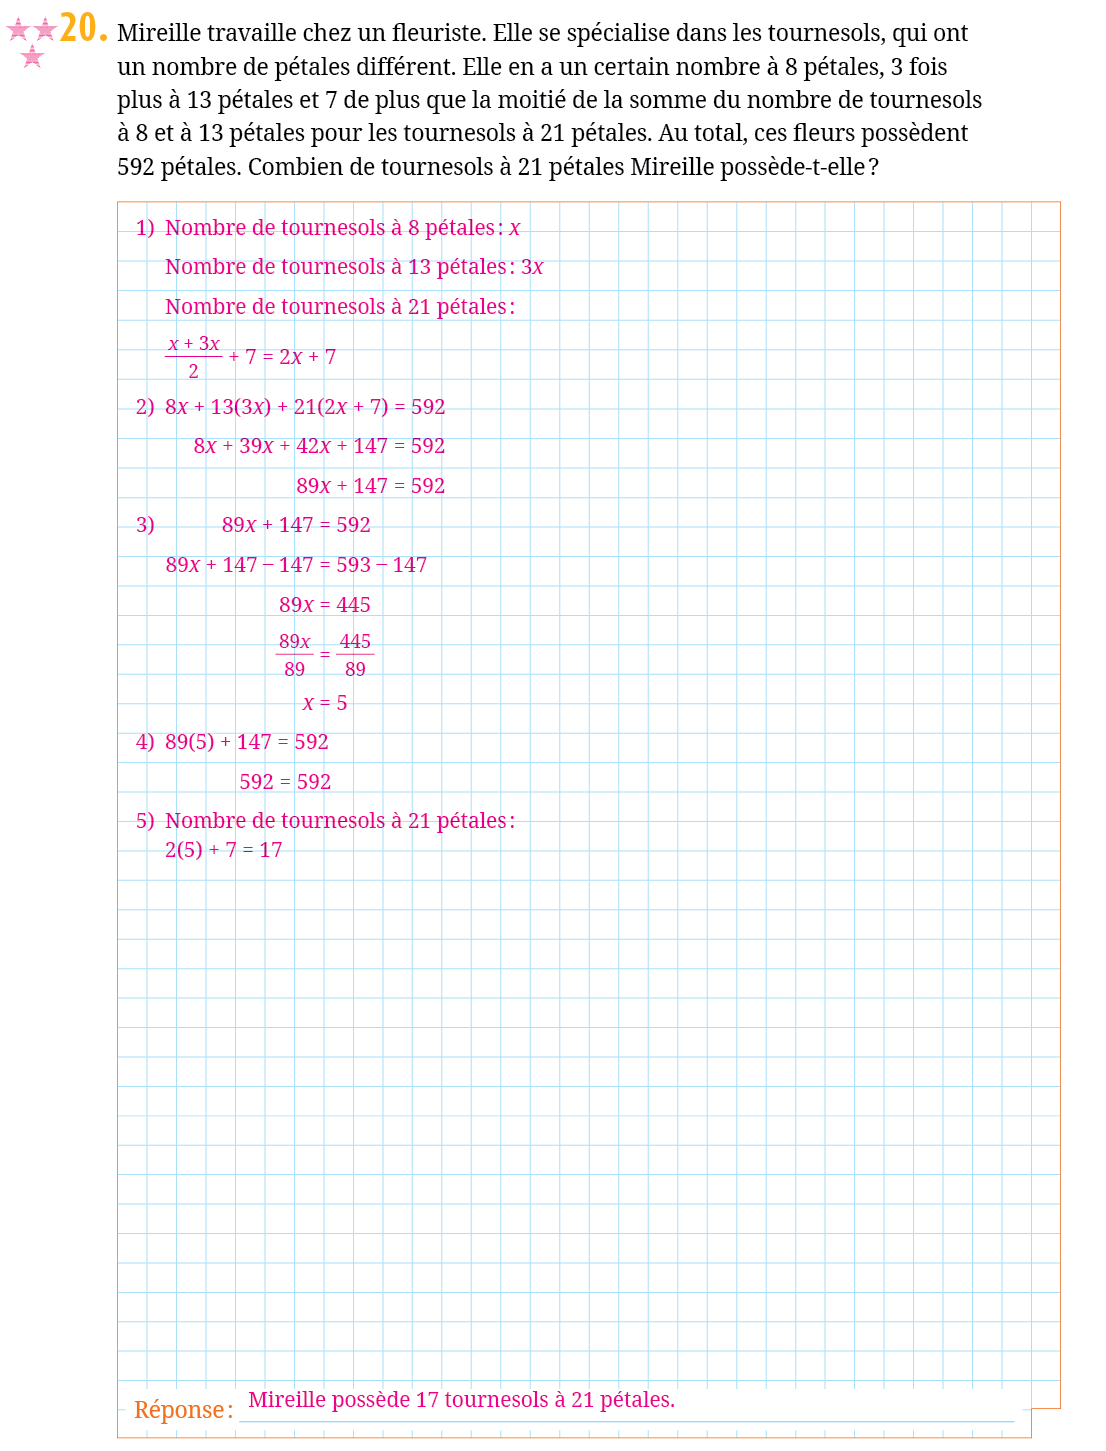 20. Mireille travaille chez un fleuriste. Elle se spécialise dans les tournesols, qui ont
un nombre de pétales différent. Elle en a un certain nombre à 8 pétales, 3 fois
plus à 13 pétales et 7 de plus que la moitié de la somme du nombre de tournesols
à 8 et à 13 pétales pour les tournesols à 21 pétales. Au total, ces fleurs possèdent
592 pétales. Combien de tournesols à 21 pétales Mireille possède-t-elle ?
1) Nombre de tournesols à 8 pétales : x
Nombre de tournesols à 13 pétales : 3x
Nombre de tournesols à 21 pétales :
(x + 3x)/2 + 7 = 2x + 7
2) 8x + 13(3x) + 21(2x + 7) = 592
8x + 39x + 42x + 147 = 592
89x + 147 = 592
3) 89x + 147 = 592
89x + 147 – 147 = 593 – 147
89x = 445
89x/89 = 445/89
x = 5
4) 89(5) + 147 = 592
592 = 592
5) Nombre de tournesols à 21 pétales :
2(5) + 7 = 17
Réponse : Mireille possède 17 tournesols à 21 pétales.